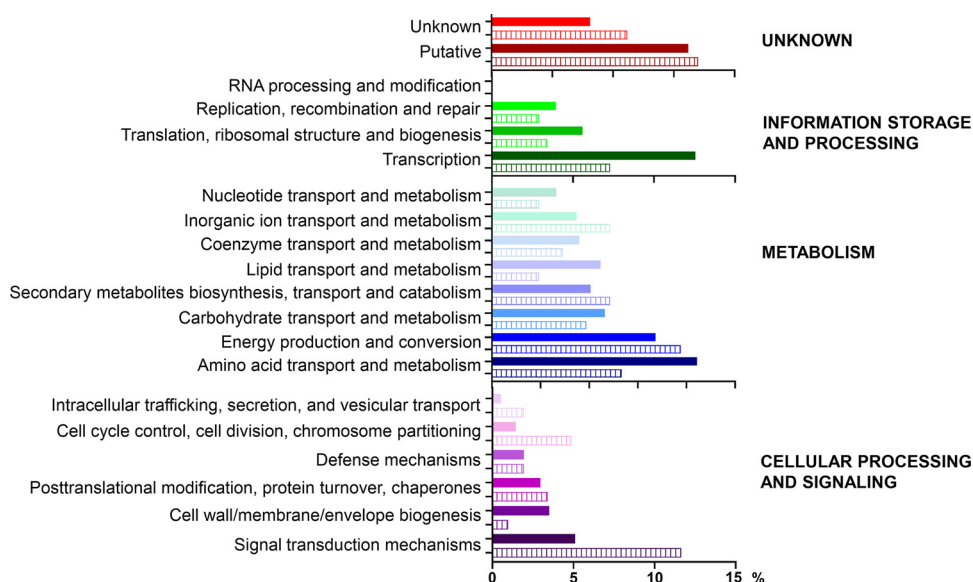 Unknown
Putative
UNKNOWN
RNA processing and modification
Replication, recombination and repair
Translation, ribosomal structure and biogenesis
Transcription
INFORMATION STORAGE
AND PROCESSING
Nucleotide transport and metabolism
Inorganic ion transport and metabolism
Coenzyme transport and metabolism
Lipid transport and metabolism
Secondary metabolites biosynthesis, transport and catabolism
Carbohydrate transport and metabolism
Energy production and conversion
Amino acid transport and metabolism
METABOLISM
Intracellular trafficking, secretion, and vesicular transport
Cell cycle control, cell division, chromosome partitioning
Defense mechanisms
Posttranslational modification, protein turnover, chaperones
Cell wall/membrane/envelope biogenesis
Signal transduction mechanisms
CELLULAR PROCESSING
AND SIGNALING
0 5 10 15 %